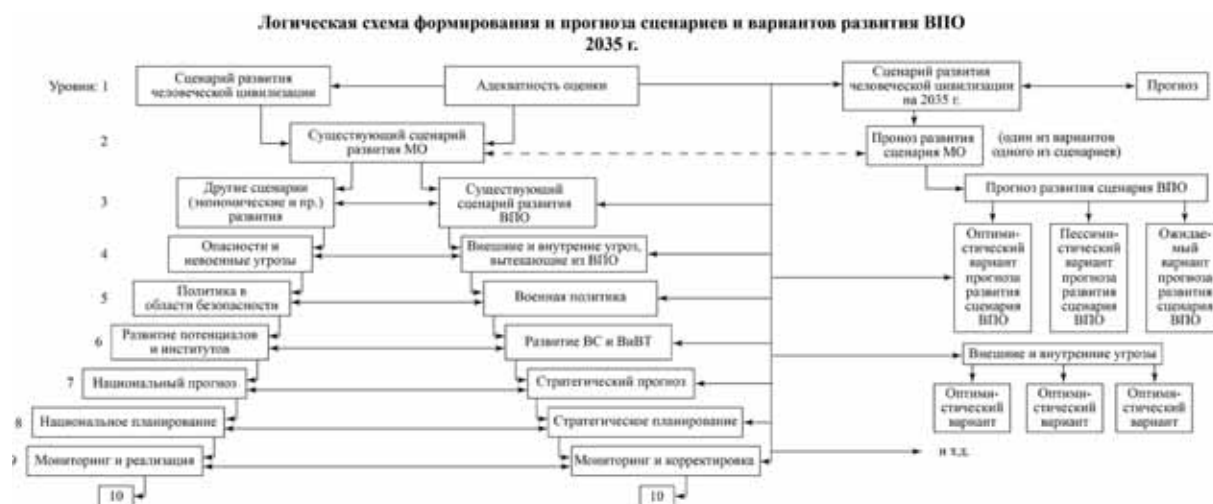 Логическая схема формирования и прогноза сценариев и вариантов развития ВПО
2035 г.
Уровни: 1
Сценарий развития
человеческой цивилизации
Адекватность оценки
Сценарий развития
человеческой цивилизации
на 2035 г.
Прогноз
2
Существующий сценарий
развития МО
Прноз развития
сценария МО
(один из вариантов
одного из сценариев)
3
Другие сценарии
(экономические и пр.)
развития
Существующий
сценарий развития
ВПО
Прогноз развития сценария ВПО
Оптими-
стический
вариант
прогноза
развития
сценария
ВПО
Пессими-
стический
вариант
прогноза
развития
сценария
ВПО
Ожидае-
мый
вариант
прогноза
развития
сценария
ВПО
4
Опасности и
невоенные угрозы
Внешние и внутрение угроз,
вытекающие из ВПО
5
Политика в
области безопасности
Военная политика
6
Развитие потенциалов
и институтов
Развитие ВС и ВиВТ
Внешние и внутренние угрозы
7
Национальный прогноз
Стратегический прогноз
Оптими-
стический
вариант
Оптими-
стический
вариант
Оптими-
стический
вариант
8
Национальное планирование
Стратегическое планирование
9
Мониторинг и реализация
Мониторинг и корректировка
и х.д.
10
10